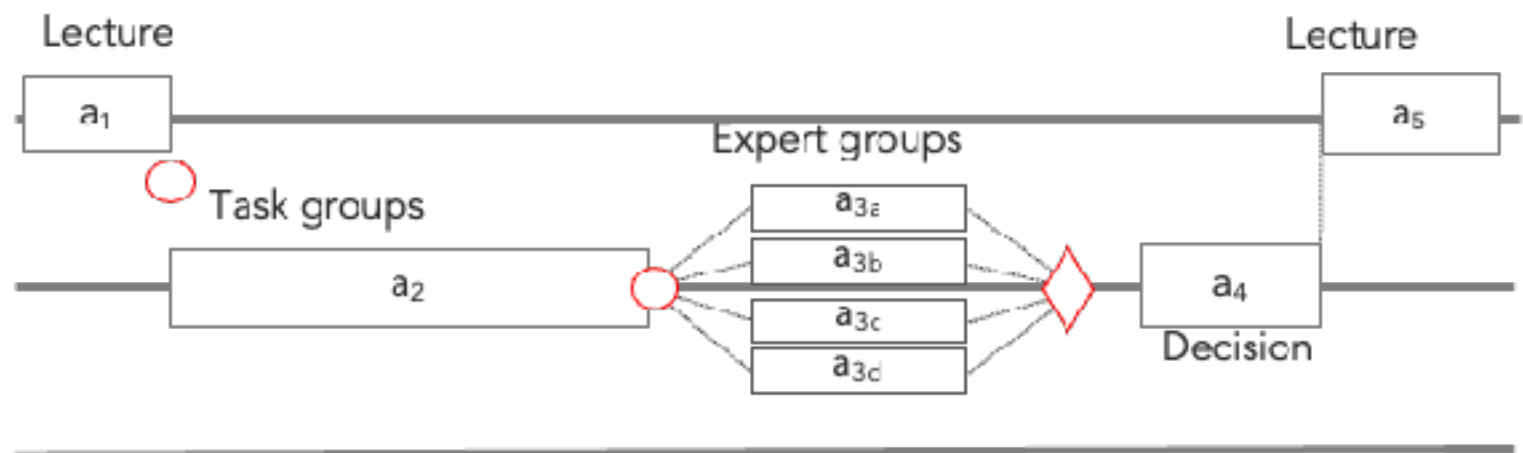 Lecture
Lecture
a₁
a₅
Expert groups
Task groups
a₃ₐ
a₃b
a₂
a₄
a₃c
a₃d
Decision